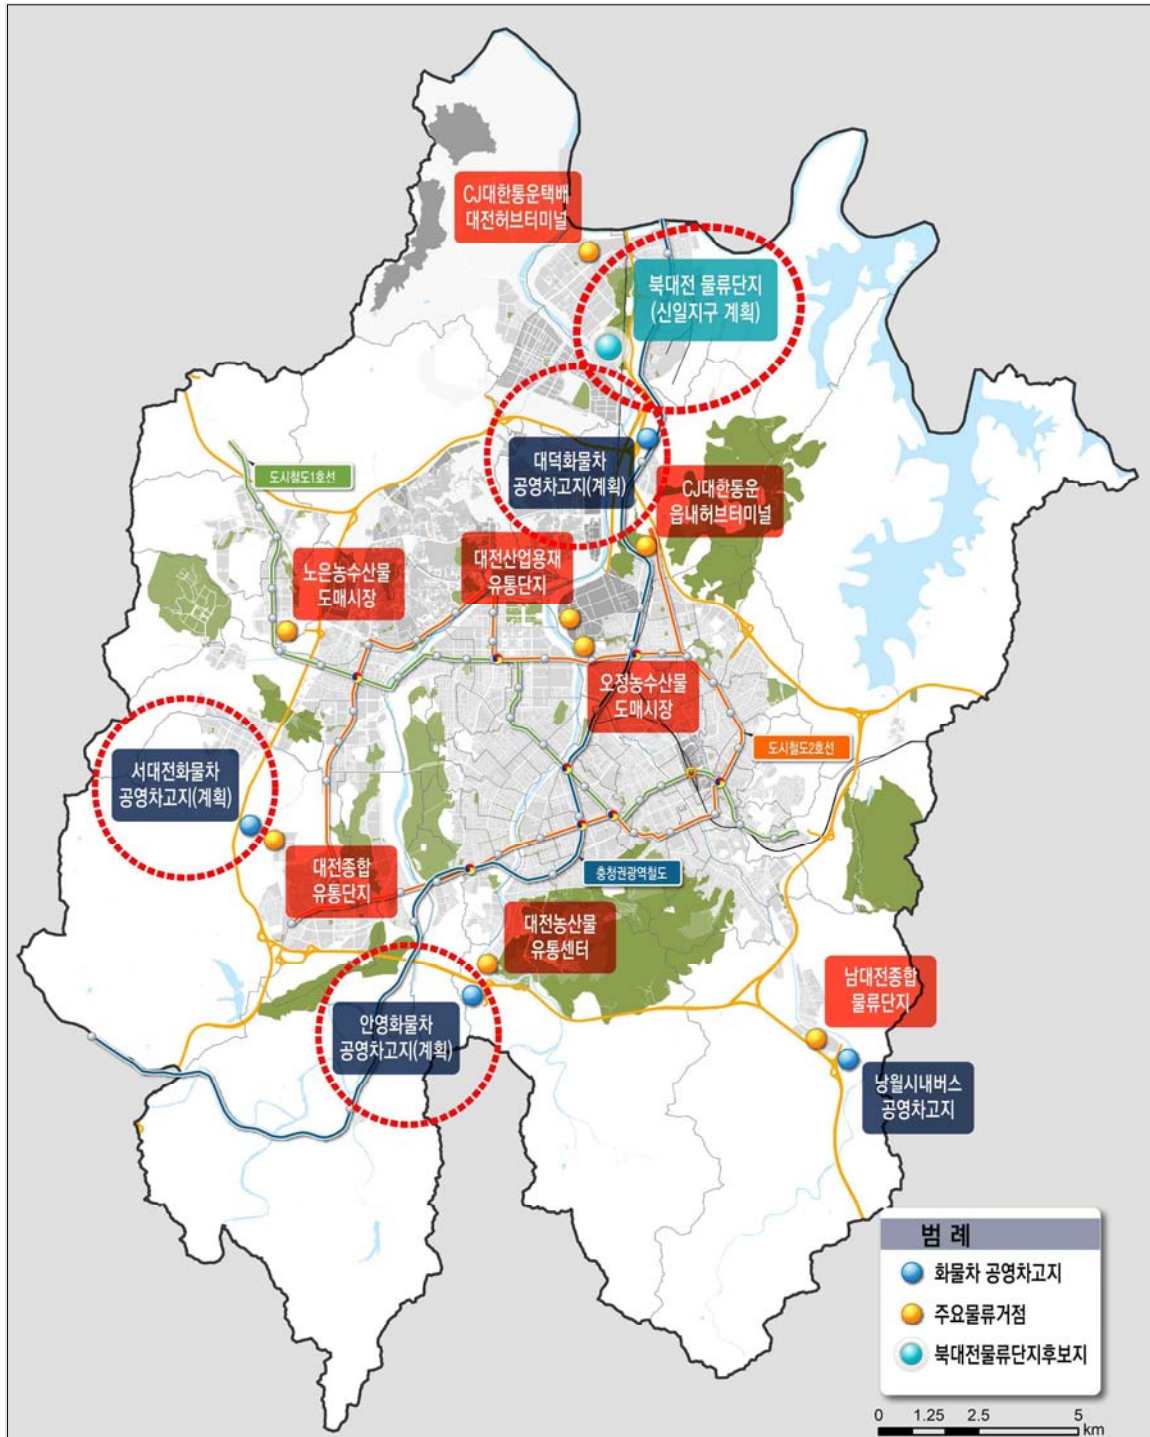 CJ대한통운택배
대전허브터미널
북대전 물류단지
(신일지구 계획)
대덕화물차
공영차고지(계획)
도시철도1호선
CJ대한통운
읍내허브터미널
노은농수산물
도매시장
대전산업용재
유통단지
오정농수산물
도매시장
도시철도2호선
서대전화물차
공영차고지(계획)
대전종합
유통단지
충청권광역철도
대전농산물
유통센터
안영화물차
공영차고지(계획)
남대전종합
물류단지
낭월시내버스
공영차고지
범 례
화물차 공영차고지
주요물류거점
북대전물류단지후보지
0 1.25 2.5 5
km